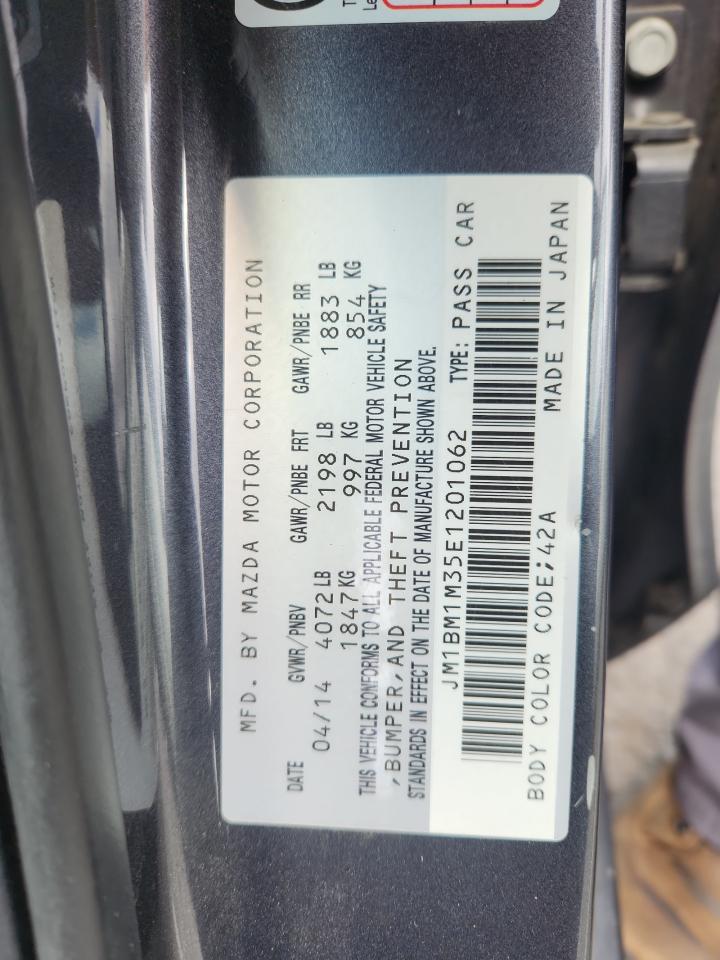 MFD. BY MAZDA MOTOR CORPORATION
DATE GVWR/PNBV GAWR/PNBE FRT GAWR/PNBE RR
04/14 4072 LB 2198 LB 1883 LB
1847 KG 997 KG 854 KG
THIS VEHICLE CONFORMS TO ALL APPLICABLE FEDERAL MOTOR VEHICLE SAFETY
,BUMPER,AND THEFT PREVENTION
STANDARDS IN EFFECT ON THE DATE OF MANUFACTURE SHOWN ABOVE.
JM1BM1M35E1201062 TYPE: PASS CAR
BODY COLOR CODE;42A MADE IN JAPAN